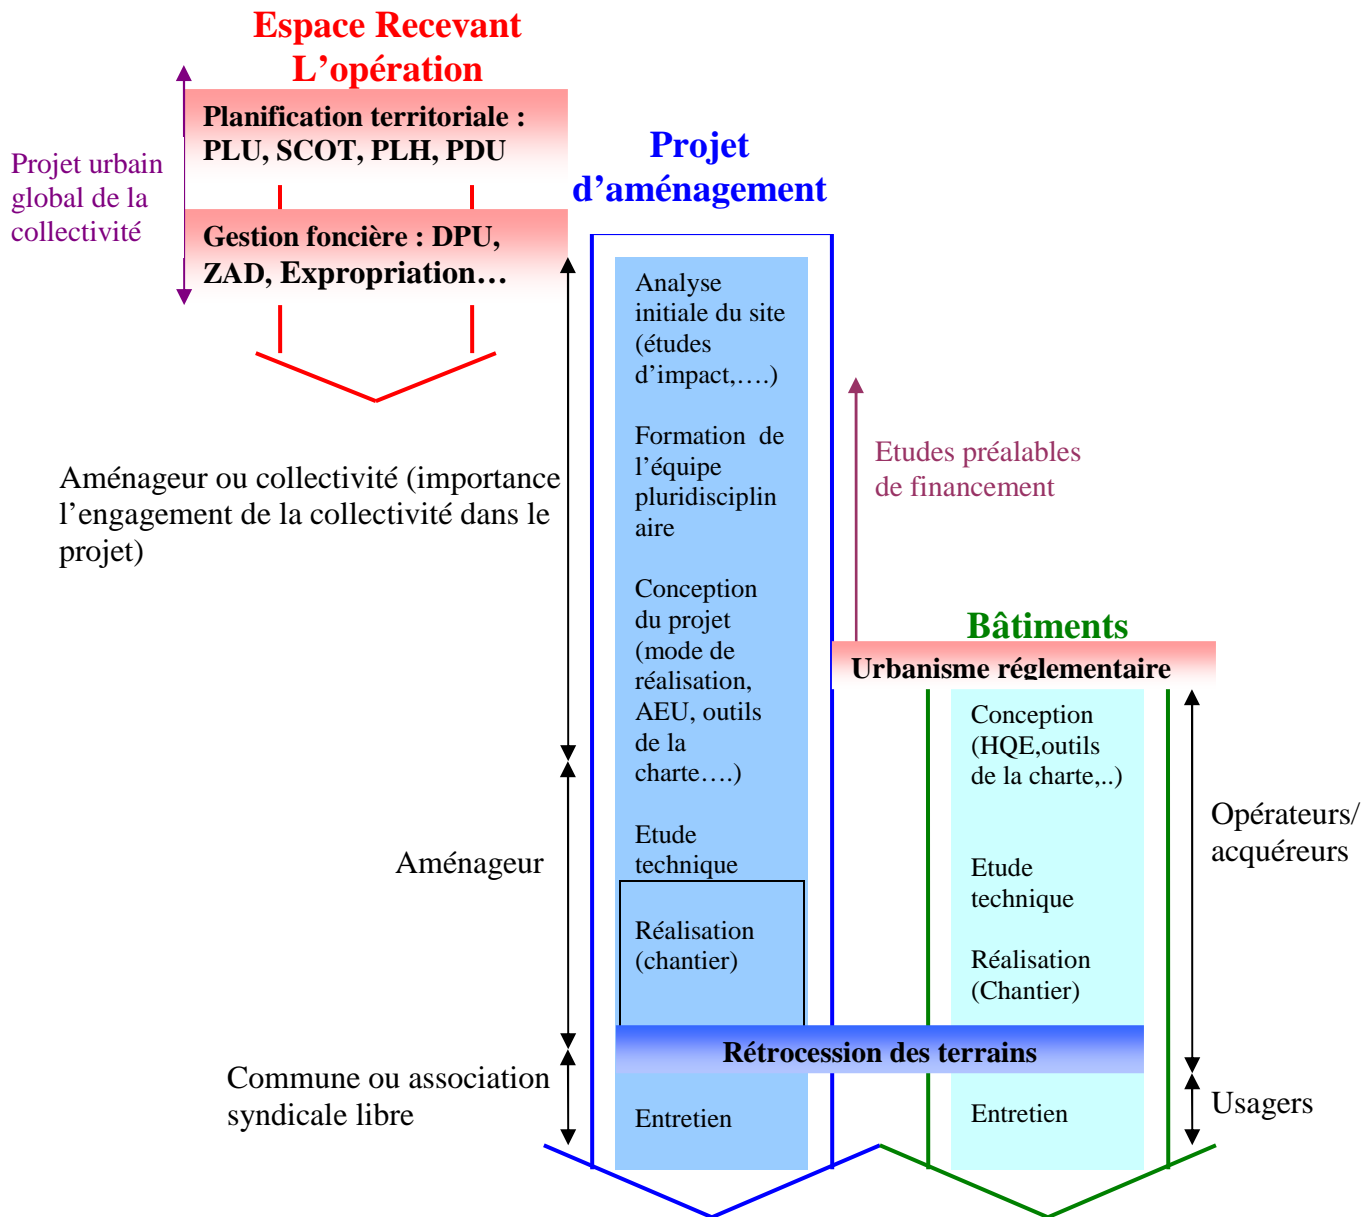 Espace Recevant
L’opération
Planification territoriale :
PLU, SCOT, PLH, PDU
Projet urbain
global de la
collectivité
Gestion foncière : DPU,
ZAD, Expropriation…
Projet
d’aménagement
Analyse
initiale du site
(études
d’impact,….)
Formation de
l’équipe
pluridisciplin
aire
Conception
du projet
(mode de
réalisation,
AEU, outils
de la
charte….)
Etude
technique
Réalisation
(chantier)
Aménageur ou collectivité (importance
l’engagement de la collectivité dans le
projet)
Aménageur
Commune ou association
syndicale libre
Etudes préalables
de financement
Bâtiments
Urbanisme réglementaire
Conception
(HQE,outils
de la charte,..)
Etude
technique
Réalisation
(Chantier)
Opérateurs/
acquéreurs
Rétrocession des terrains
Entretien
Entretien
Usagers